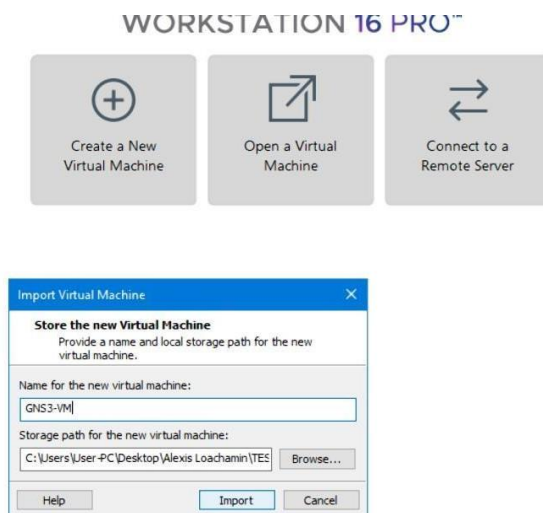 WORKSTATION 16 PRO™
Create a New
Virtual Machine
Open a Virtual
Machine
Connect to a
Remote Server
Import Virtual Machine
Store the new Virtual Machine
Provide a name and local storage path for the new
virtual machine.
Name for the new virtual machine:
GNS3-VM
Storage path for the new virtual machine:
C:\Users\User-PC\Desktop\Alexis Loachamin\TES
Browse...
Help
Import
Cancel